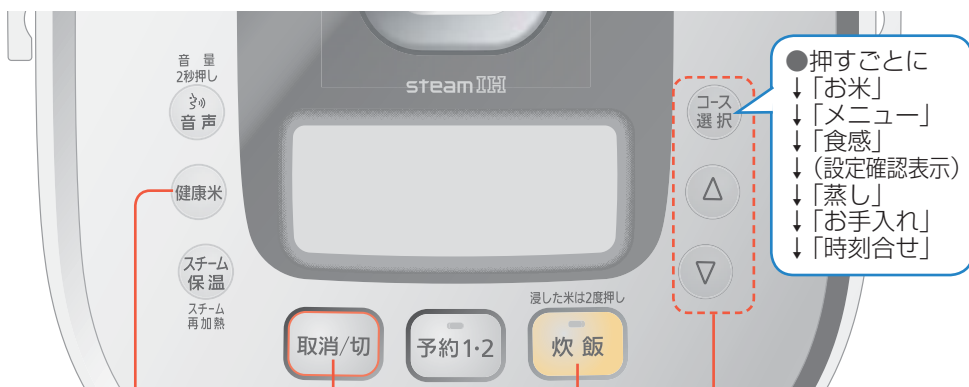 音 量
2秒押し
音 声
健康米
スチーム
保 温
スチーム
再加熱
steam IH
取消/切
予約1・2
浸した米は2度押し
炊 飯
コース
選 択
△
▽
●押すごとに
↓「お米」
↓「メニュー」
↓「食感」
↓(設定確認表示)
↓「蒸し」
↓「お手入れ」
↓「時刻合せ」